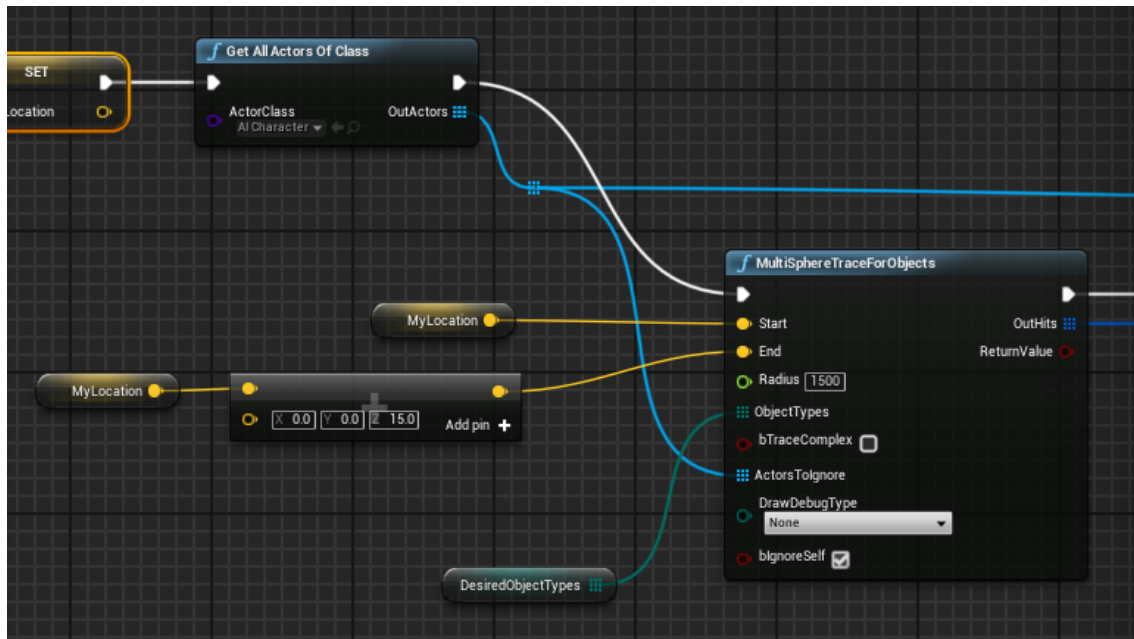 SET
Location
Get All Actors Of Class
ActorClass
AI Character
OutActors
MyLocation
MyLocation
X 0.0 Y 0.0 Z 15.0
Add pin
MultiSphereTraceForObjects
Start
OutHits
End
ReturnValue
Radius 1500
ObjectTypes
bTraceComplex
ActorsToIgnore
DrawDebugType
None
bIgnoreSelf
DesiredObjectTypes